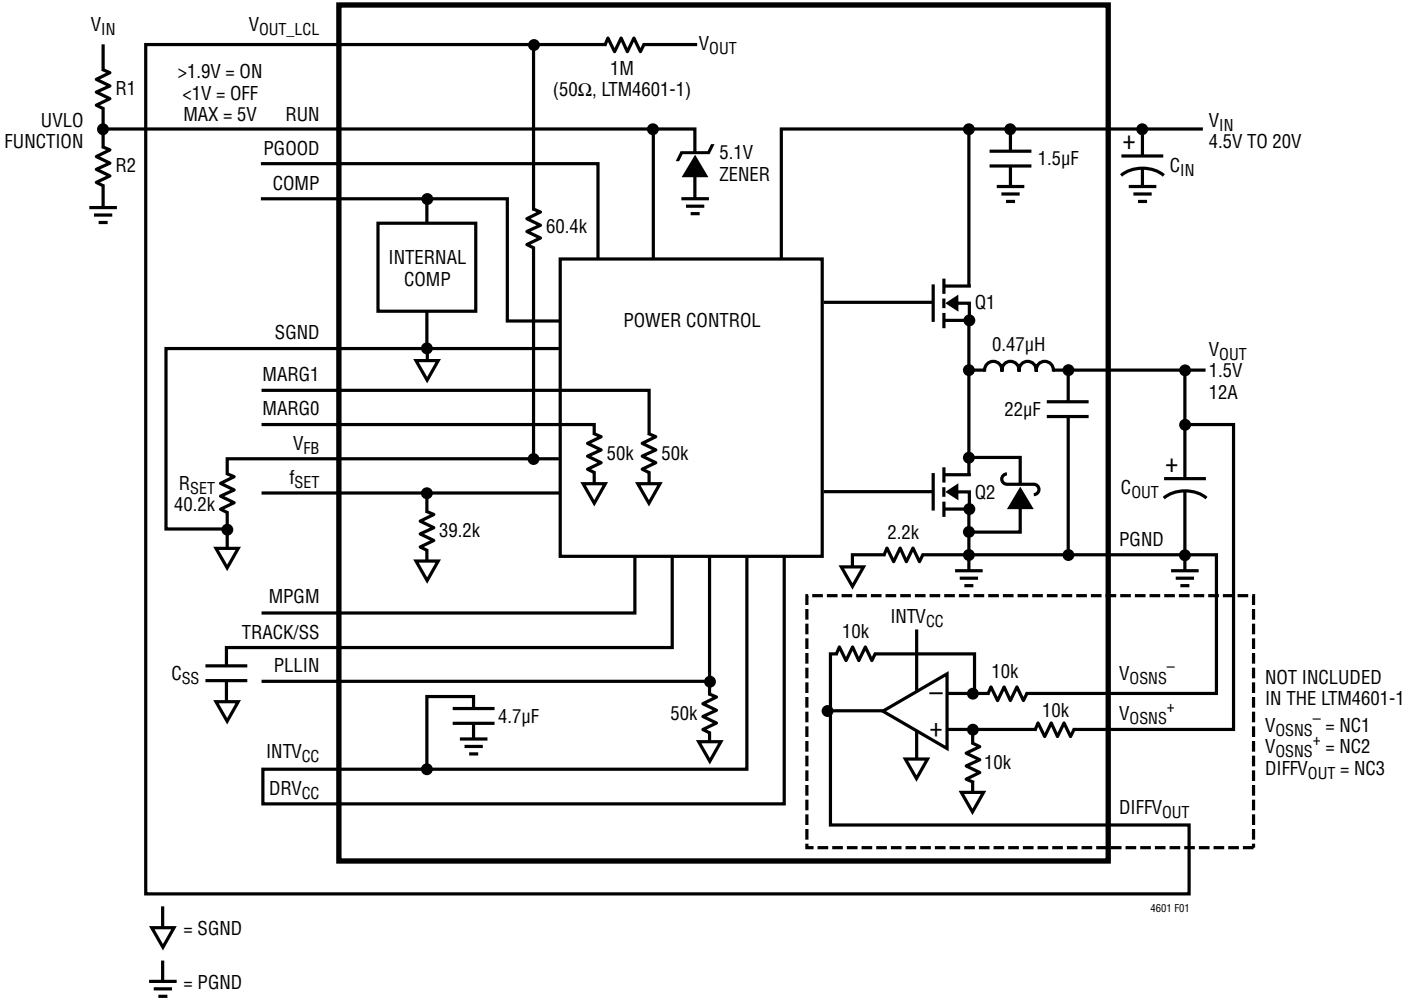 VIN
R1
UVLO
FUNCTION
R2
VOUT_LCL
>1.9V = ON
<1V = OFF
MAX = 5V
RUN
PGOOD
COMP
INTERNAL
COMP
SGND
MARG1
MARG0
VFB
fSET
RSET
40.2k
39.2k
MPGM
TRACK/SS
CSS
PLLIN
4.7µF
INTVCC
DRVCC
VOUT
1M
(50Ω, LTM4601-1)
5.1V
ZENER
60.4k
POWER CONTROL
50k
50k
50k
VIN
4.5V TO 20V
1.5µF
CIN
+
Q1
0.47µH
VOUT
1.5V
12A
22µF
Q2
+
COUT
2.2k
PGND
INTVCC
10k
10k
VOSNS–
–
10k
VOSNS+
+
10k
DIFFVOUT
NOT INCLUDED
IN THE LTM4601-1
VOSNS– = NC1
VOSNS+ = NC2
DIFFVOUT = NC3
4601 F01
= SGND
= PGND